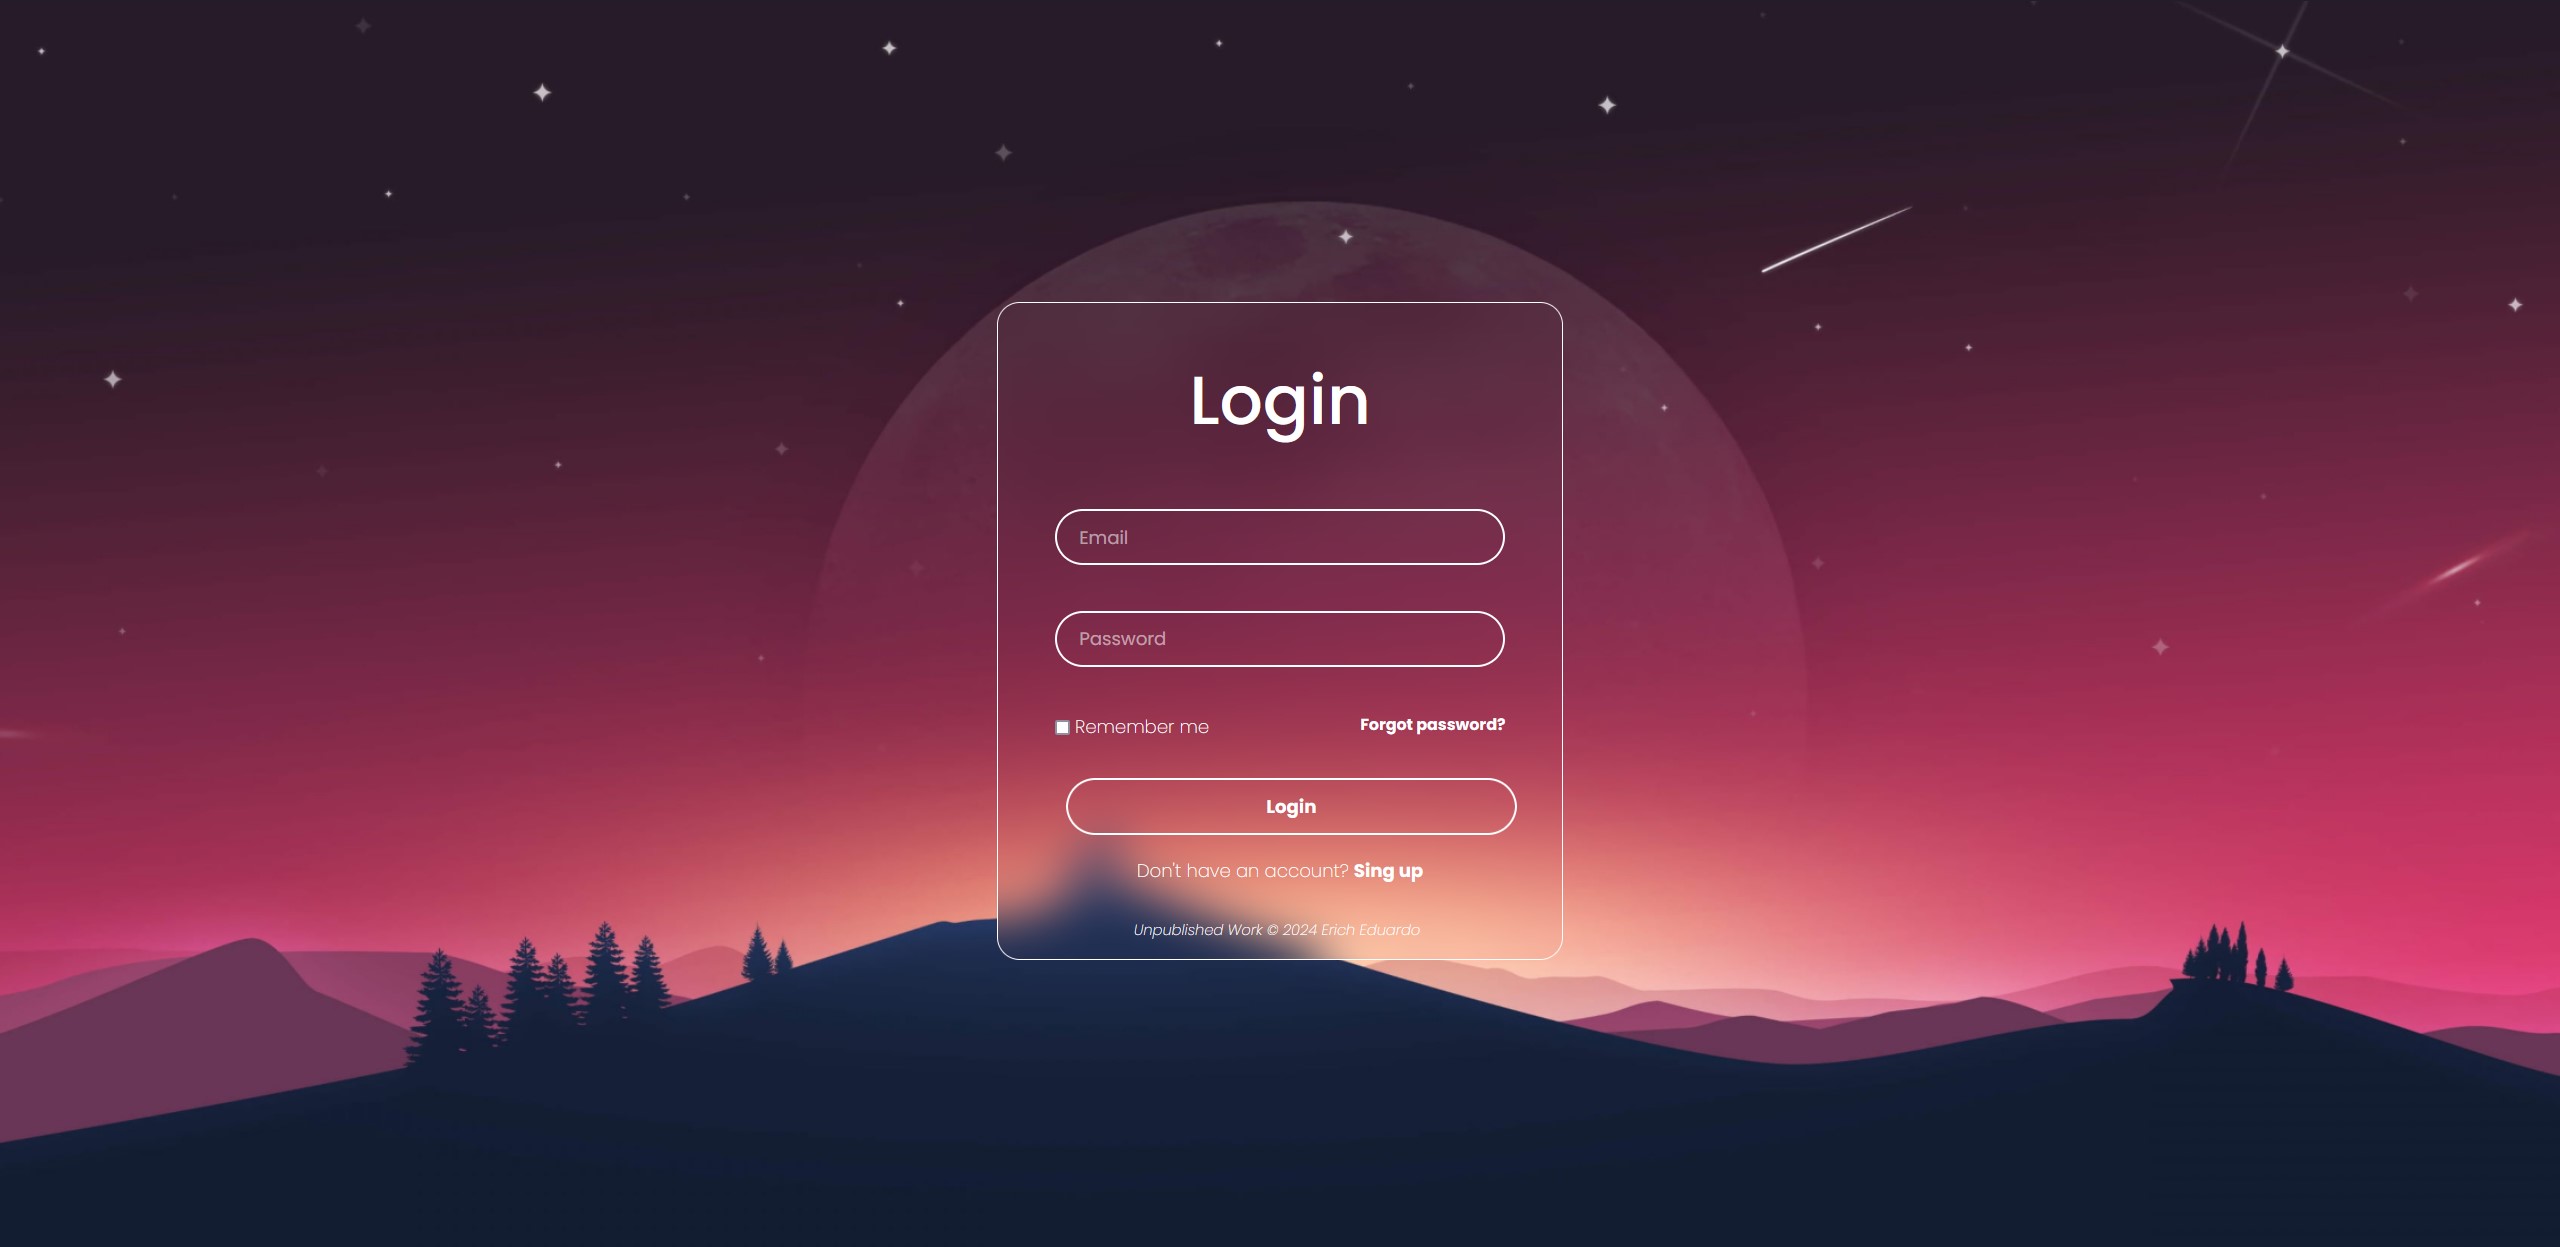 Login
Email
Password
Remember me
Forgot password?
Login
Don't have an account? Sing up
Unpublished Work © 2024 Erich Eduardo